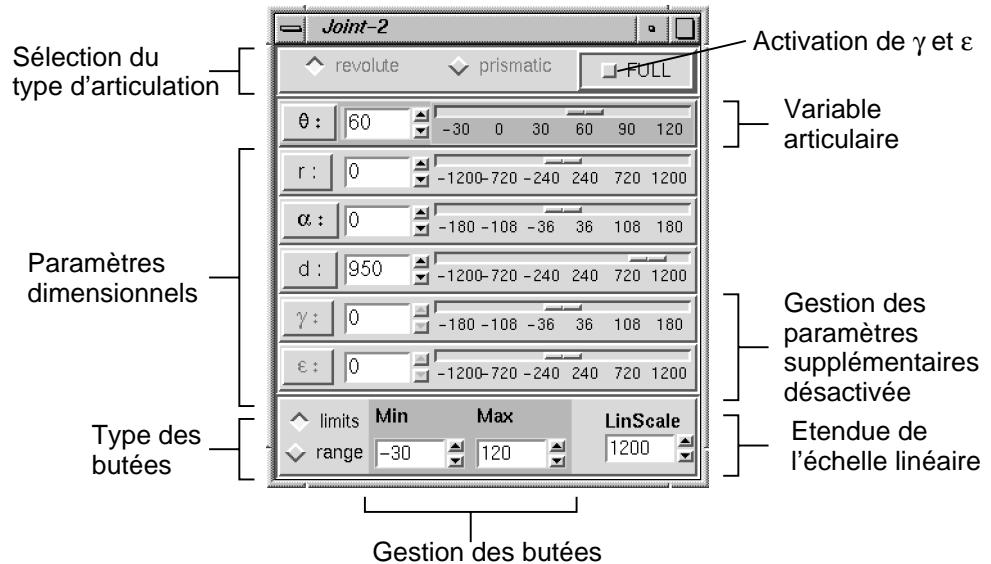 Joint-2
Sélection du
type d'articulation
revolute prismatic FULL
Activation de γ et ε
θ : 60 -30 0 30 60 90 120
Variable
articulaire
r : 0 -1200 -720 -240 240 720 1200
α : 0 -180 -108 -36 36 108 180
Paramètres
dimensionnels
d : 950 -1200 -720 -240 240 720 1200
γ : 0 -180 -108 -36 36 108 180
ε : 0 -1200 -720 -240 240 720 1200
Gestion des
paramètres
supplémentaires
désactivée
Type des
butées
limits Min Max LinScale
range -30 120 1200
Etendue de
l'échelle linéaire
Gestion des butées